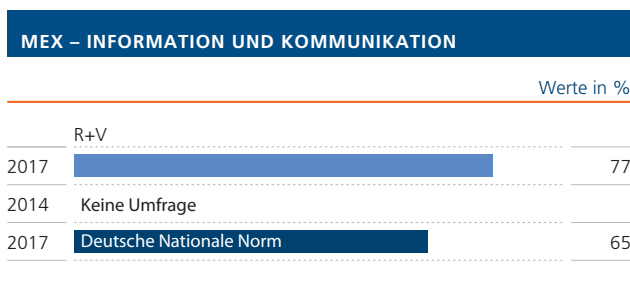 MEX – INFORMATION UND KOMMUNIKATION
Werte in %
R+V
2017 77
2014 Keine Umfrage
2017 Deutsche Nationale Norm 65